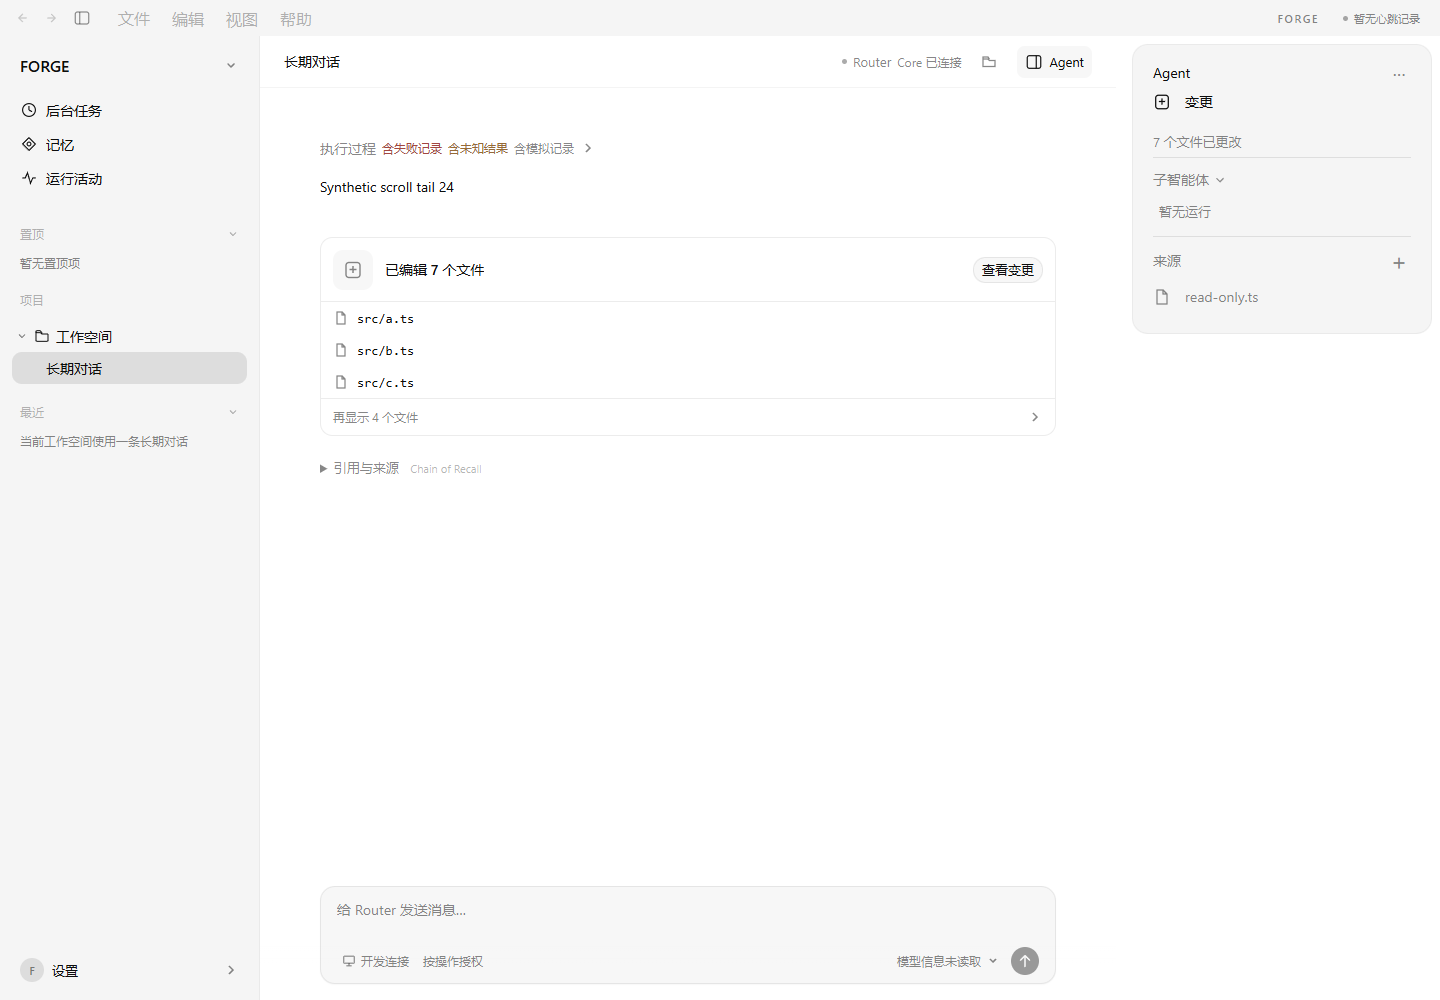 文件 编辑 视图 帮助
FORGE 暂无心跳记录
FORGE
后台任务
记忆
运行活动
置顶
暂无置顶项
项目
工作空间
长期对话
最近
当前工作空间使用一条长期对话
F 设置
长期对话
Router Core 已连接
Agent
执行过程 含失败记录 含未知结果 含模拟记录
Synthetic scroll tail 24
已编辑 7 个文件
查看变更
src/a.ts
src/b.ts
src/c.ts
再显示 4 个文件
引用与来源 Chain of Recall
给 Router 发送消息...
开发连接 按操作授权
模型信息未读取
Agent
变更
7 个文件已更改
子智能体
暂无运行
来源
read-only.ts